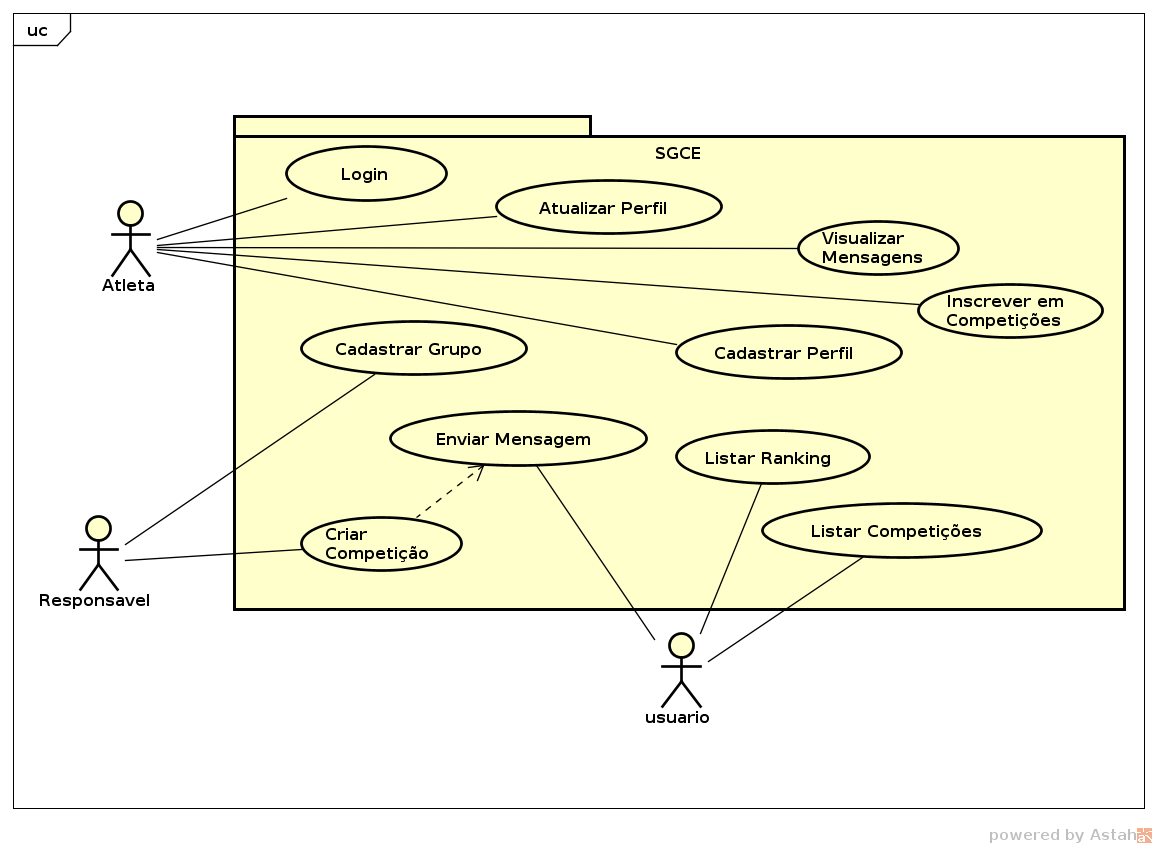 uc
SGCE
Login
Atualizar Perfil
Visualizar
Mensagens
Atleta
Inscrever em
Competições
Cadastrar Grupo
Cadastrar Perfil
Enviar Mensagem
Listar Ranking
Criar
Competição
Listar Competições
Responsavel
usuario
powered by Astah